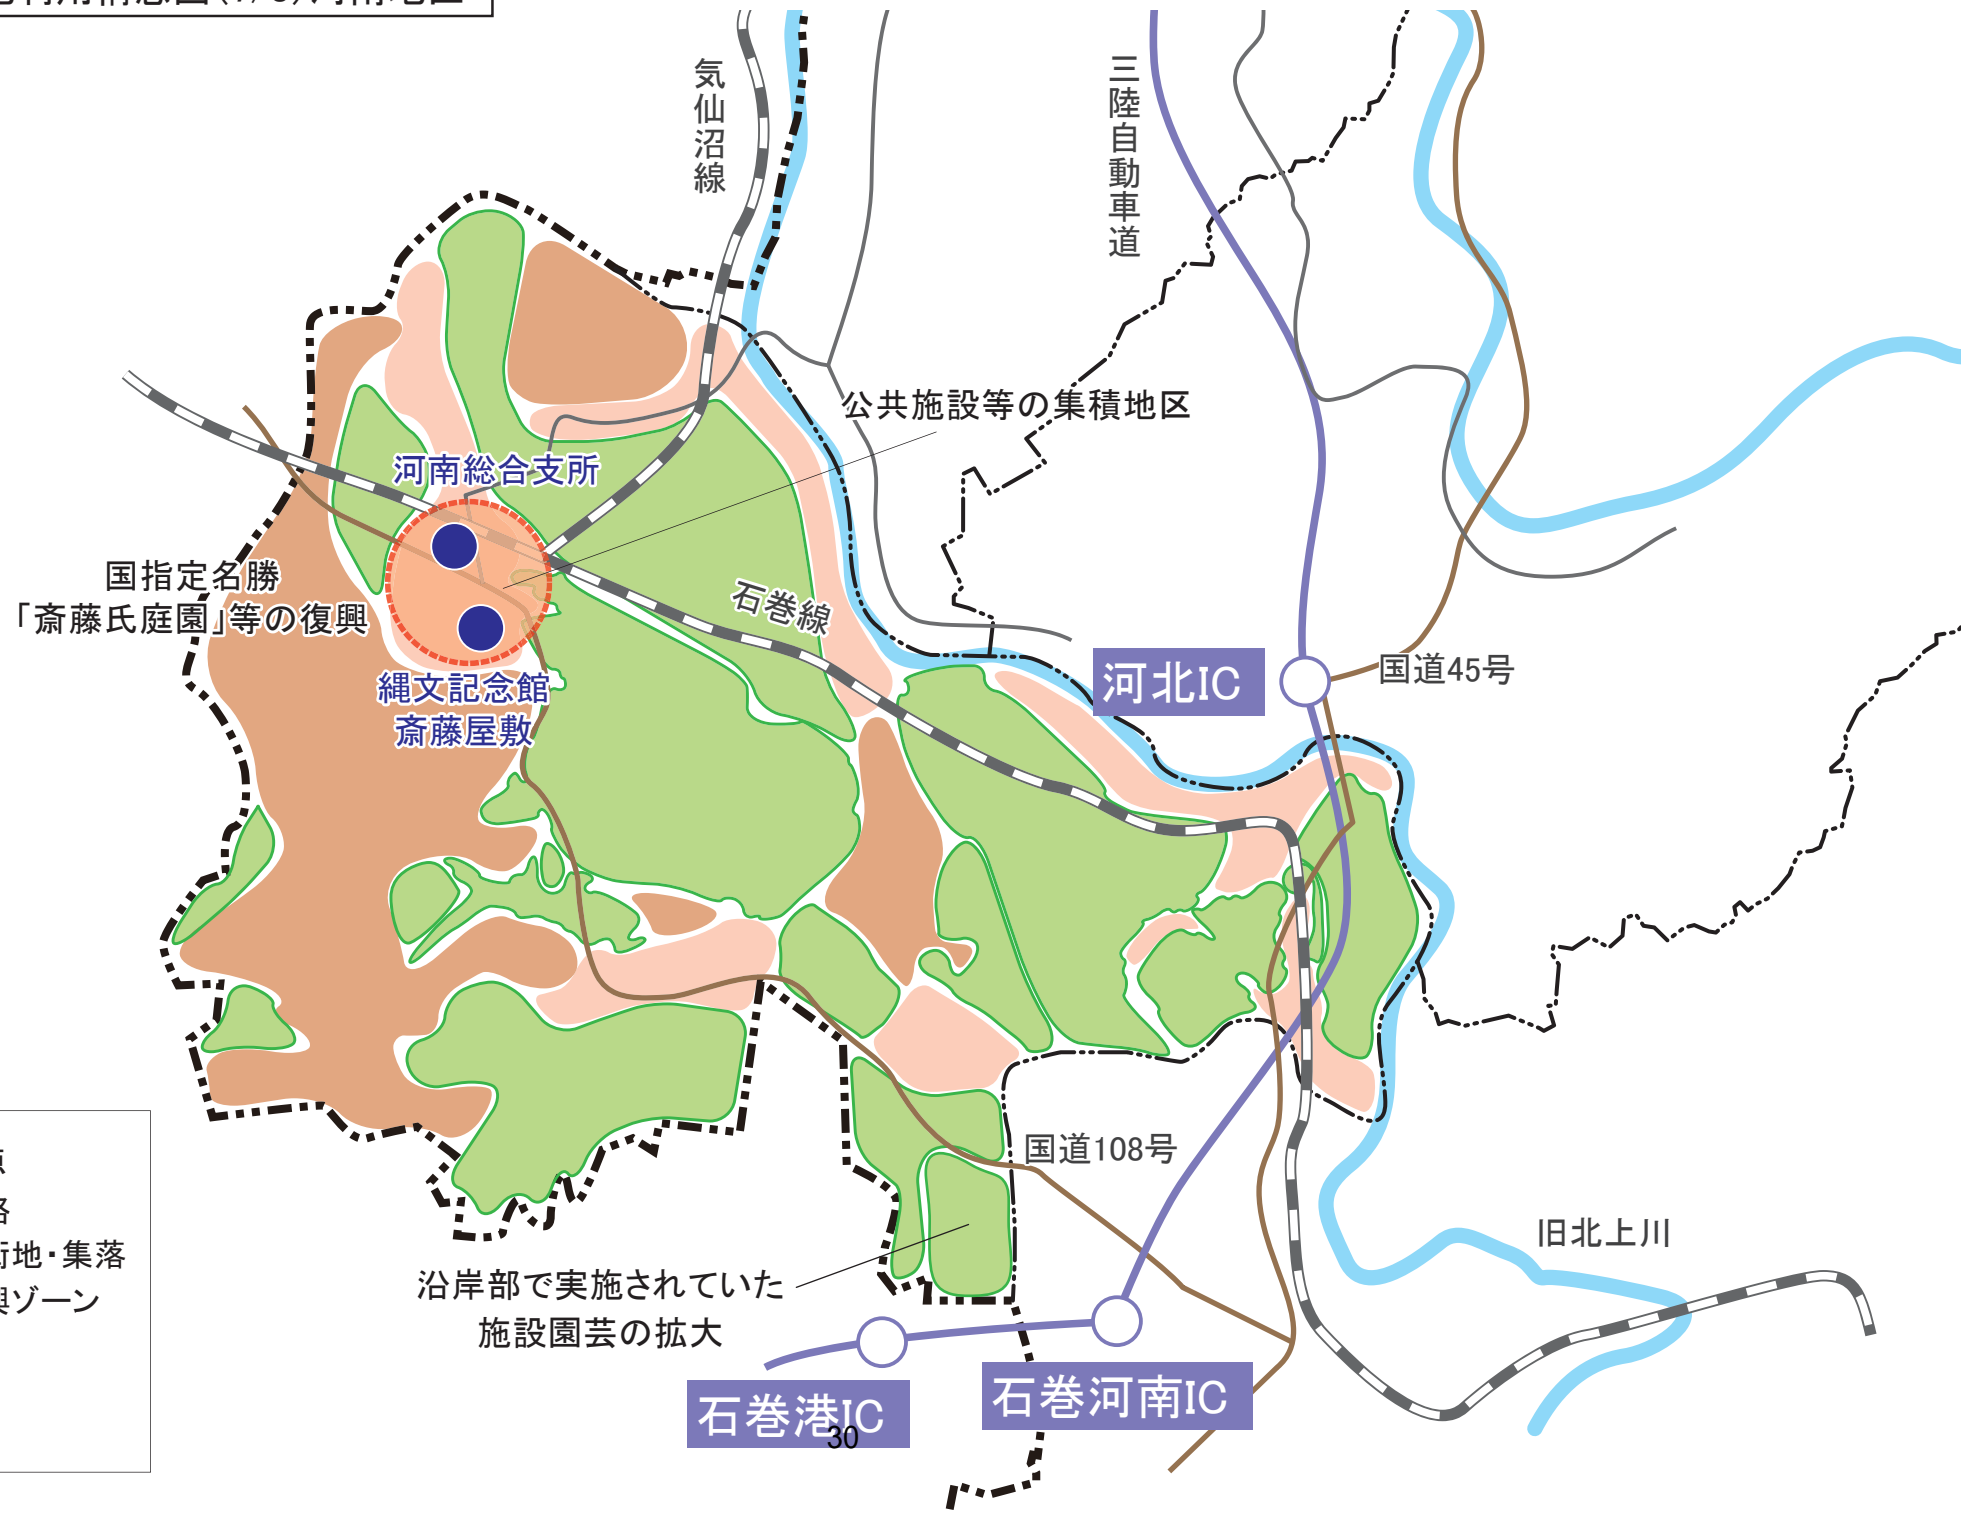 気仙沼線
三陸自動車道
公共施設等の集積地区
河南総合支所
国指定名勝
「斎藤氏庭園」等の復興
石巻線
縄文記念館
斎藤屋敷
河北IC
国道45号
国道108号
旧北上川
沿岸部で実施されていた
施設園芸の拡大
石巻港IC
石巻河南IC
30
街地・集落
興ゾーン